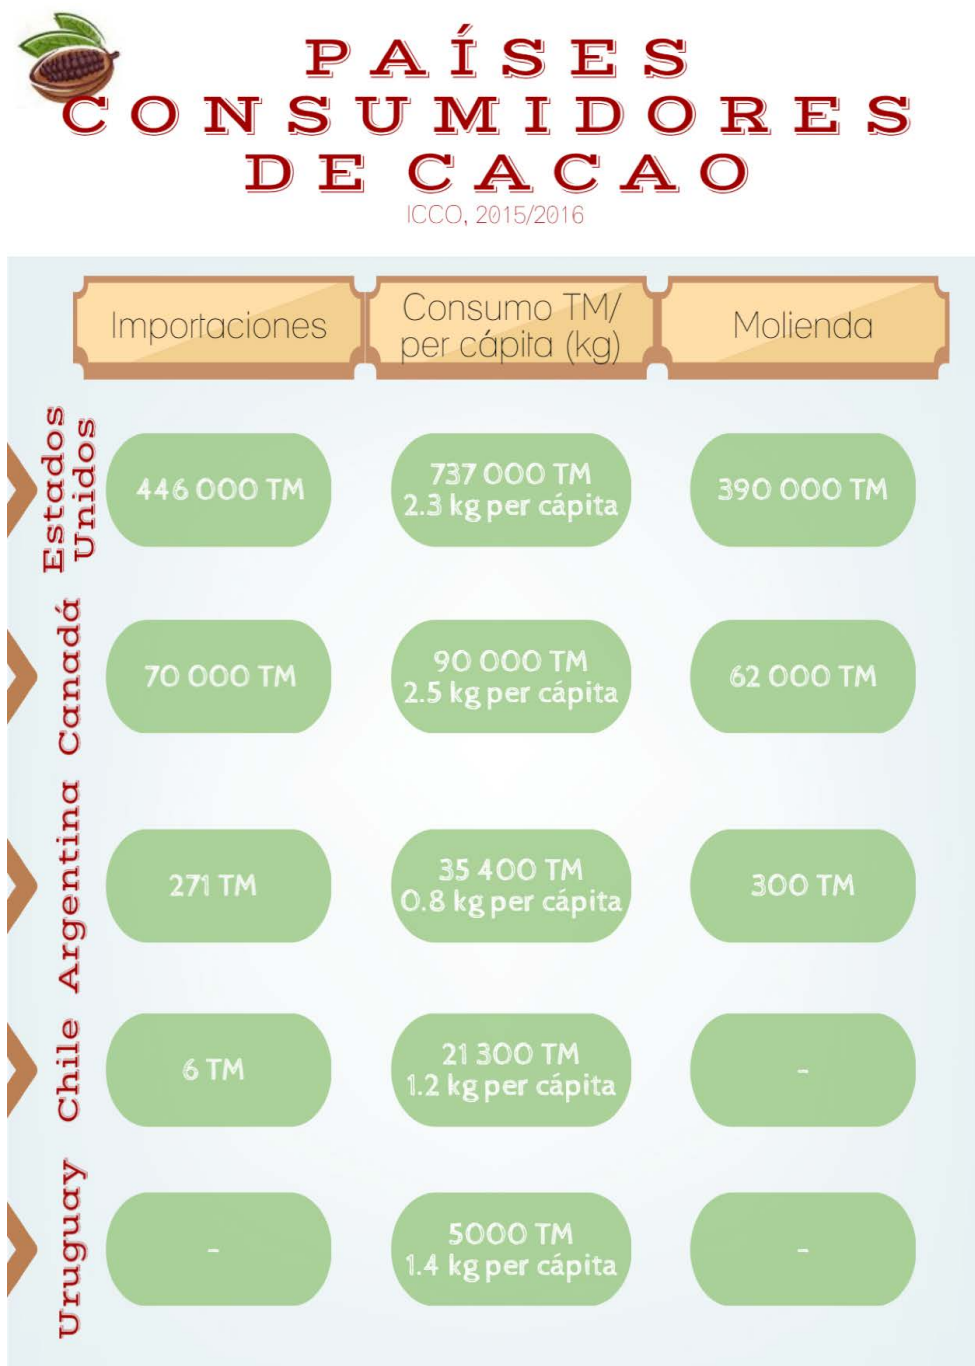 PAÍSES
CONSUMIDORES
DE CACAO
ICCO, 2015/2016
Importaciones
Consumo TM/
per cápita (kg)
Molienda
Estados
Unidos
446 000 TM
737 000 TM
2.3 kg per cápita
390 000 TM
Canadá
70 000 TM
90 000 TM
2.5 kg per cápita
62 000 TM
Argentina
271 TM
35 400 TM
0.8 kg per cápita
300 TM
Chile
6 TM
21 300 TM
1.2 kg per cápita
-
Uruguay
-
5000 TM
1.4 kg per cápita
-